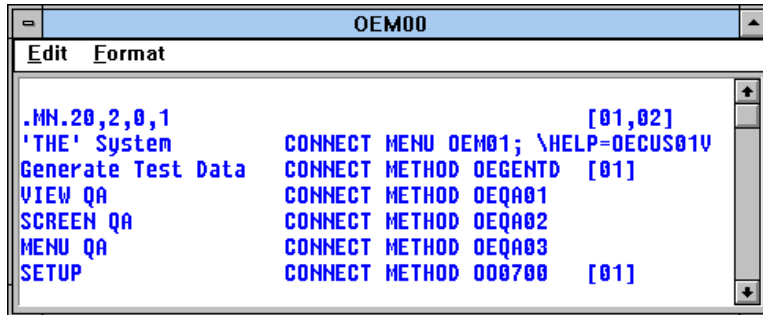 OEM00
Edit Format
.MN.20,2,0,1 [01,02]
'THE' System CONNECT MENU OEM01; \HELP=OECUS01V
Generate Test Data CONNECT METHOD OEGENTD [01]
VIEW QA CONNECT METHOD OEQA01
SCREEN QA CONNECT METHOD OEQA02
MENU QA CONNECT METHOD OEQA03
SETUP CONNECT METHOD OO0700 [01]